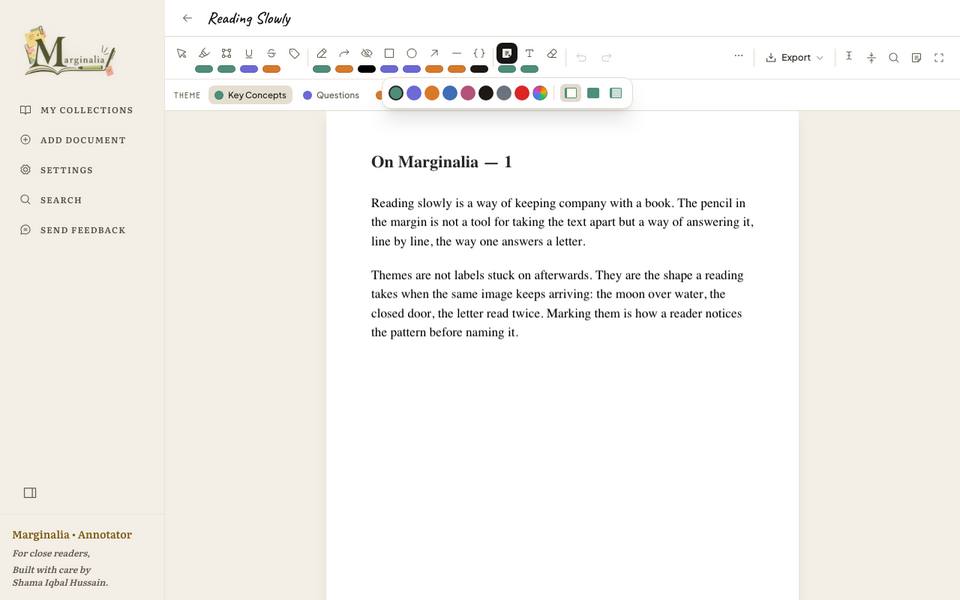 Marginalia
Reading Slowly
MY COLLECTIONS
ADD DOCUMENT
SETTINGS
SEARCH
SEND FEEDBACK
Export
THEME
Key Concepts
Questions
On Marginalia — 1
Reading slowly is a way of keeping company with a book. The pencil in
the margin is not a tool for taking the text apart but a way of answering it,
line by line, the way one answers a letter.
Themes are not labels stuck on afterwards. They are the shape a reading
takes when the same image keeps arriving: the moon over water, the
closed door, the letter read twice. Marking them is how a reader notices
the pattern before naming it.
Marginalia • Annotator
For close readers,
Built with care by
Shama Iqbal Hussain.